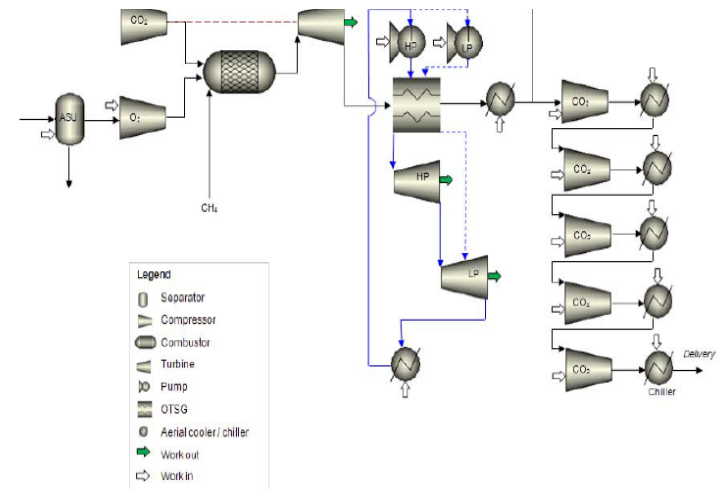 CO₂
HP
LP
CO₂
ASU
O₂
CO₂
HP
CO₂
CH₄
LP
CO₂
Legend
Separator
Compressor
Combustor
Turbine
Pump
OTSG
Aerial cooler / chiller
Work out
Work in
CO₂
Delivery
Chiller